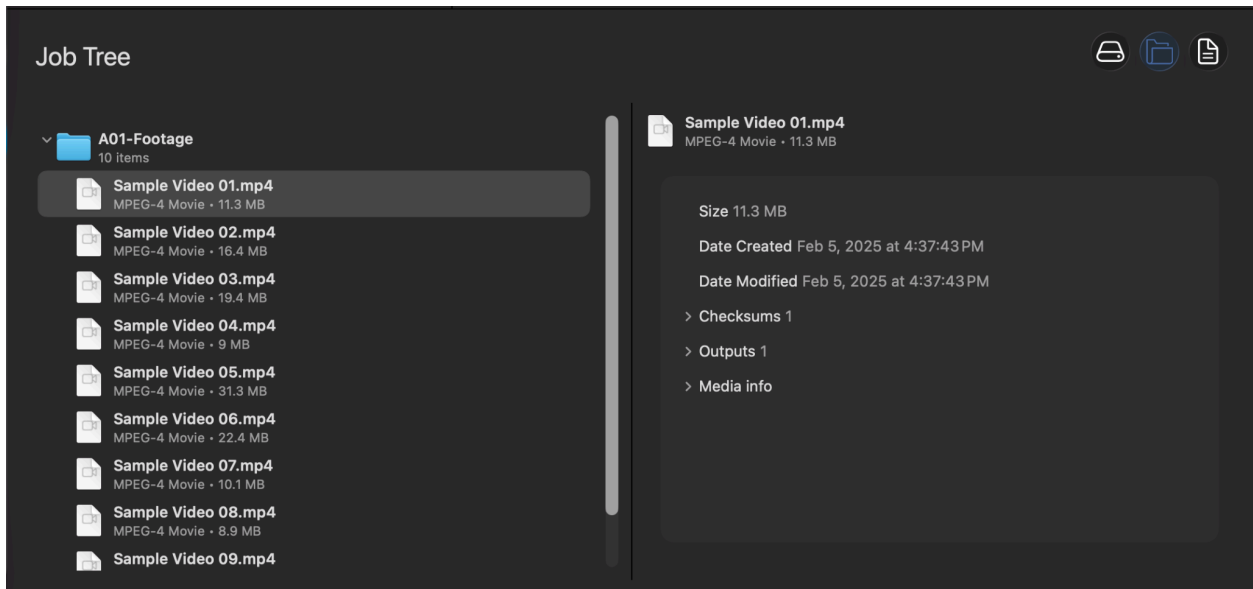 Job Tree
A01-Footage
10 items
Sample Video 01.mp4
MPEG-4 Movie • 11.3 MB
Sample Video 02.mp4
MPEG-4 Movie • 16.4 MB
Sample Video 03.mp4
MPEG-4 Movie • 19.4 MB
Sample Video 04.mp4
MPEG-4 Movie • 9 MB
Sample Video 05.mp4
MPEG-4 Movie • 31.3 MB
Sample Video 06.mp4
MPEG-4 Movie • 22.4 MB
Sample Video 07.mp4
MPEG-4 Movie • 10.1 MB
Sample Video 08.mp4
MPEG-4 Movie • 8.9 MB
Sample Video 09.mp4
Sample Video 01.mp4
MPEG-4 Movie • 11.3 MB
Size 11.3 MB
Date Created Feb 5, 2025 at 4:37:43 PM
Date Modified Feb 5, 2025 at 4:37:43 PM
Checksums 1
Outputs 1
Media info